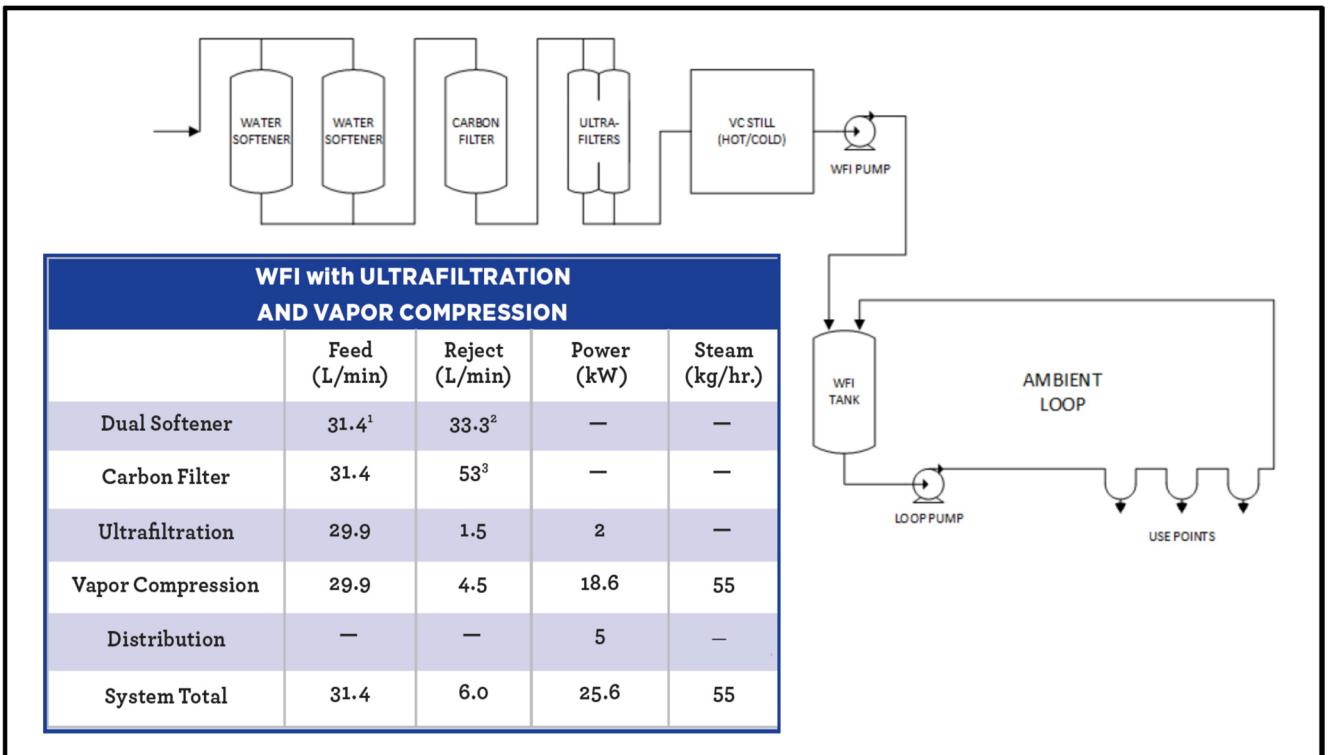 WATER
SOFTENER
WATER
SOFTENER
CARBON
FILTER
ULTRA-
FILTERS
VC STILL
(HOT/COLD)
WFI PUMP
WFI with ULTRAFILTRATION
AND VAPOR COMPRESSION
Feed
(L/min)
Reject
(L/min)
Power
(kW)
Steam
(kg/hr.)
Dual Softener 31.4¹ 33.3² — —
Carbon Filter 31.4 53³ — —
Ultrafiltration 29.9 1.5 2 —
Vapor Compression 29.9 4.5 18.6 55
Distribution — — 5 —
System Total 31.4 6.0 25.6 55
WFI
TANK
AMBIENT
LOOP
LOOP PUMP
USE POINTS